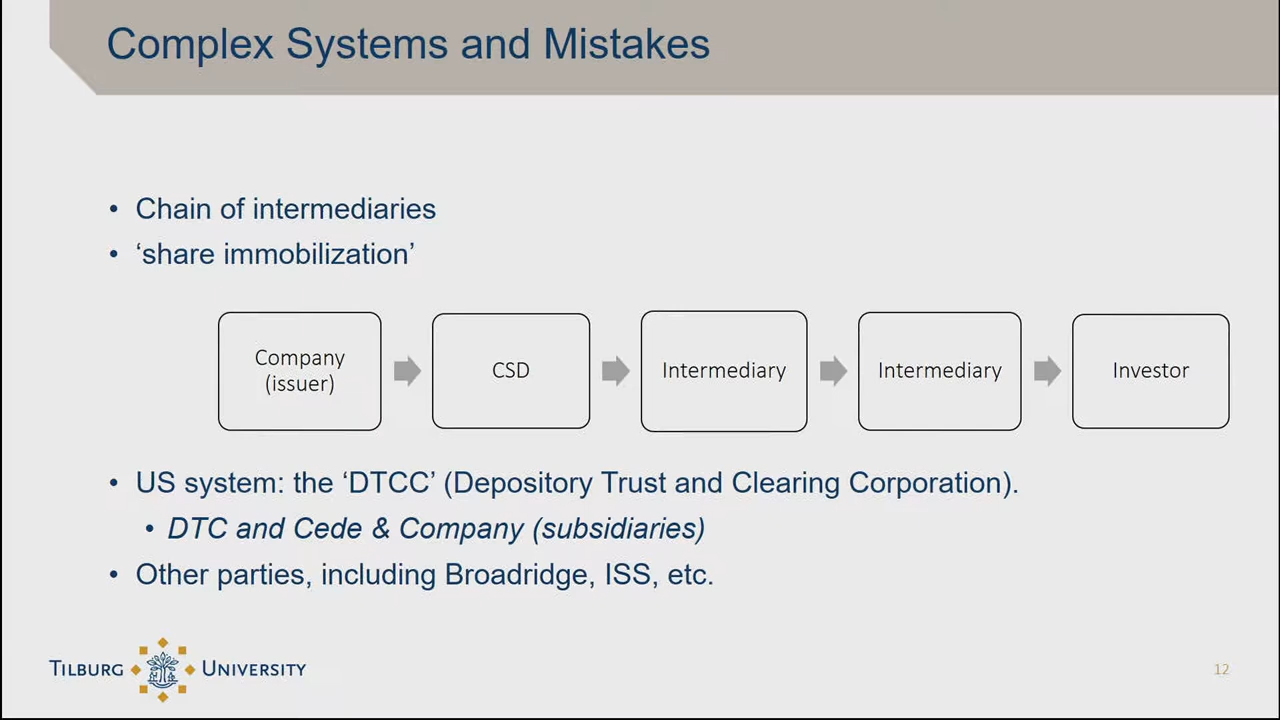 Complex Systems and Mistakes
• Chain of intermediaries
• ‘share immobilization’
Company
(issuer)
CSD
Intermediary
Intermediary
Investor
• US system: the ‘DTCC’ (Depository Trust and Clearing Corporation).
• DTC and Cede & Company (subsidiaries)
• Other parties, including Broadridge, ISS, etc.
TILBURG UNIVERSITY
12